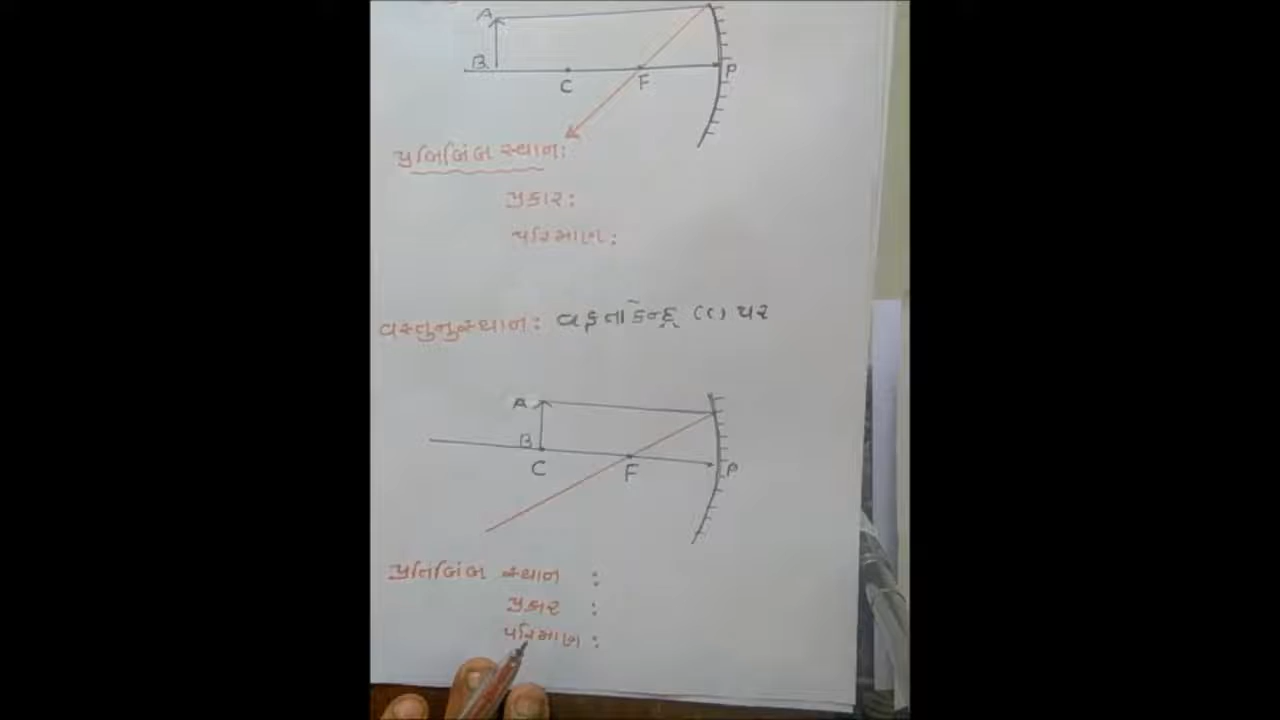 A
B
C F P
પ્રતિબિંબ સ્થાન:
પ્રકાર:
પરિમાણ:
વસ્તુનુસ્થાન: વક્રતાકેન્દ્ર (C) પર
A
B
C F P
પ્રતિબિંબ સ્થાન :
પ્રકાર :
પરિમાણ :